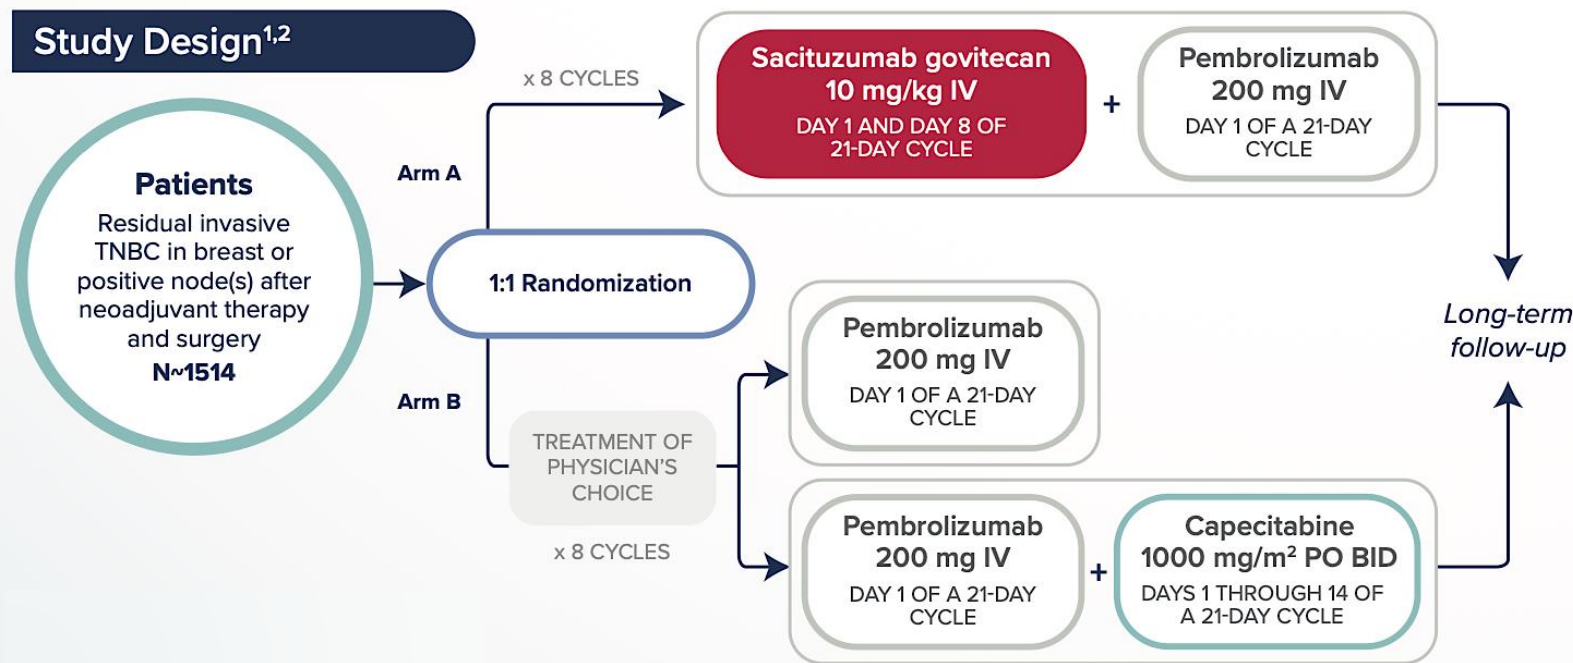 Study Design¹,²
Patients
Residual invasive
TNBC in breast or
positive node(s) after
neoadjuvant therapy
and surgery
N~1514
1:1 Randomization
Arm A
x 8 CYCLES
Sacituzumab govitecan
10 mg/kg IV
DAY 1 AND DAY 8 OF
21-DAY CYCLE
+
Pembrolizumab
200 mg IV
DAY 1 OF A 21-DAY
CYCLE
Arm B
TREATMENT OF
PHYSICIAN'S
CHOICE
x 8 CYCLES
Pembrolizumab
200 mg IV
DAY 1 OF A 21-DAY
CYCLE
Pembrolizumab
200 mg IV
DAY 1 OF A 21-DAY
CYCLE
+
Capecitabine
1000 mg/m² PO BID
DAYS 1 THROUGH 14 OF
A 21-DAY CYCLE
Long-term
follow-up